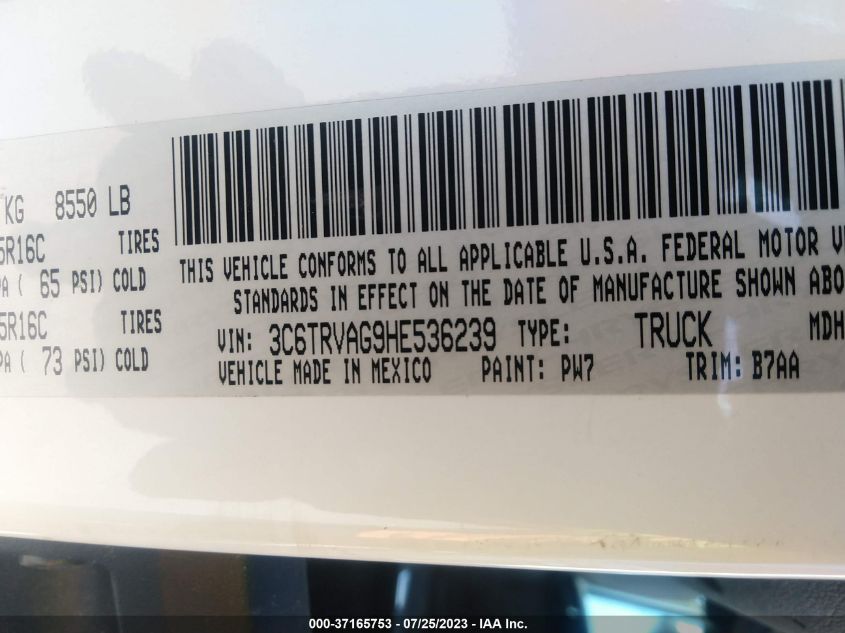 KG 8550 LB
5R16C TIRES
PA ( 65 PSI) COLD
5R16C TIRES
PA ( 73 PSI) COLD
THIS VEHICLE CONFORMS TO ALL APPLICABLE U.S.A. FEDERAL MOTOR V
STANDARDS IN EFFECT ON THE DATE OF MANUFACTURE SHOWN ABO
VIN: 3C6TRVAG9HE536239 TYPE: TRUCK MDH
VEHICLE MADE IN MEXICO PAINT: PW7 TRIM: B7AA
000-37165753 - 07/25/2023 - IAA Inc.